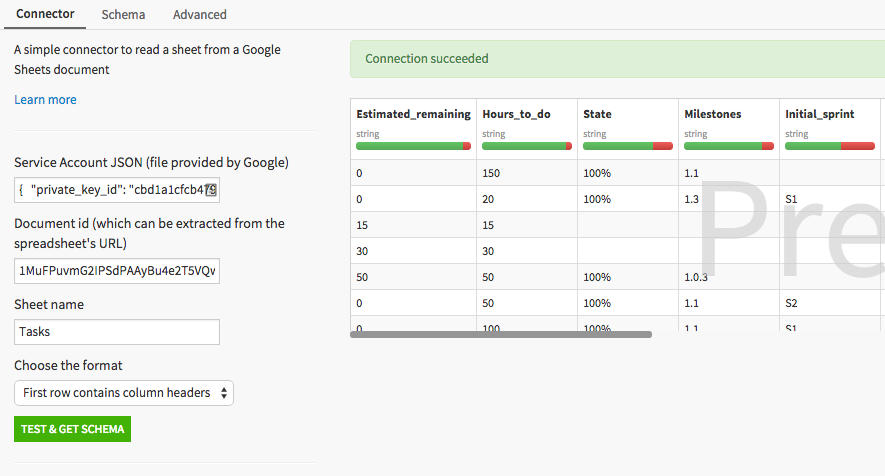 Connector Schema Advanced
A simple connector to read a sheet from a Google
Sheets document
Learn more
Service Account JSON (file provided by Google)
{ "private_key_id": "cbd1a1cfcb479
Document id (which can be extracted from the
spreadsheet's URL)
1MuFPuvmG2IPSdPAAyBu4e2T5VQv
Sheet name
Tasks
Choose the format
First row contains column headers
TEST & GET SCHEMA
Connection succeeded
Estimated_remaining Hours_to_do State Milestones Initial_sprint
string string string string string
0 150 100% 1.1
0 20 100% 1.3 S1
15 15
30 30
50 50 100% 1.0.3
0 50 100% 1.1 S2
0 100 100% 1.1 S1
Pre